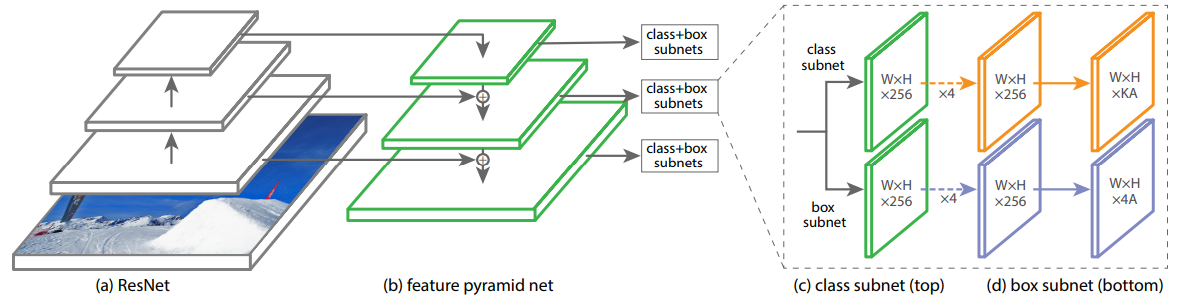 class+box
subnets
class+box
subnets
class+box
subnets
class
subnet
W×H
×256
×4
W×H
×256
W×H
×KA
box
subnet
W×H
×256
×4
W×H
×256
W×H
×4A
(a) ResNet
(b) feature pyramid net
(c) class subnet (top)
(d) box subnet (bottom)